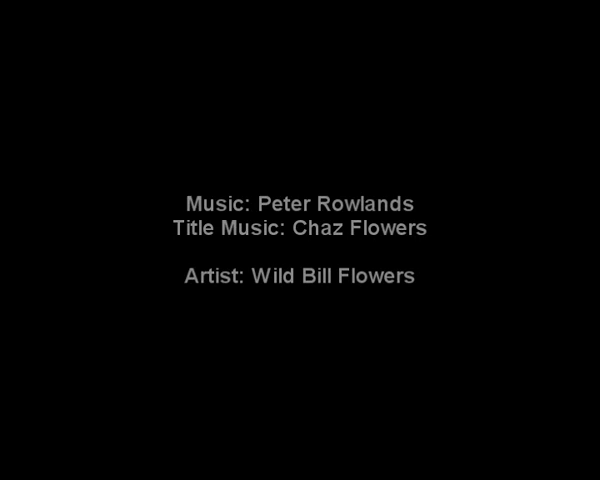 Music: Peter Rowlands
Title Music: Chaz Flowers
Artist: Wild Bill Flowers